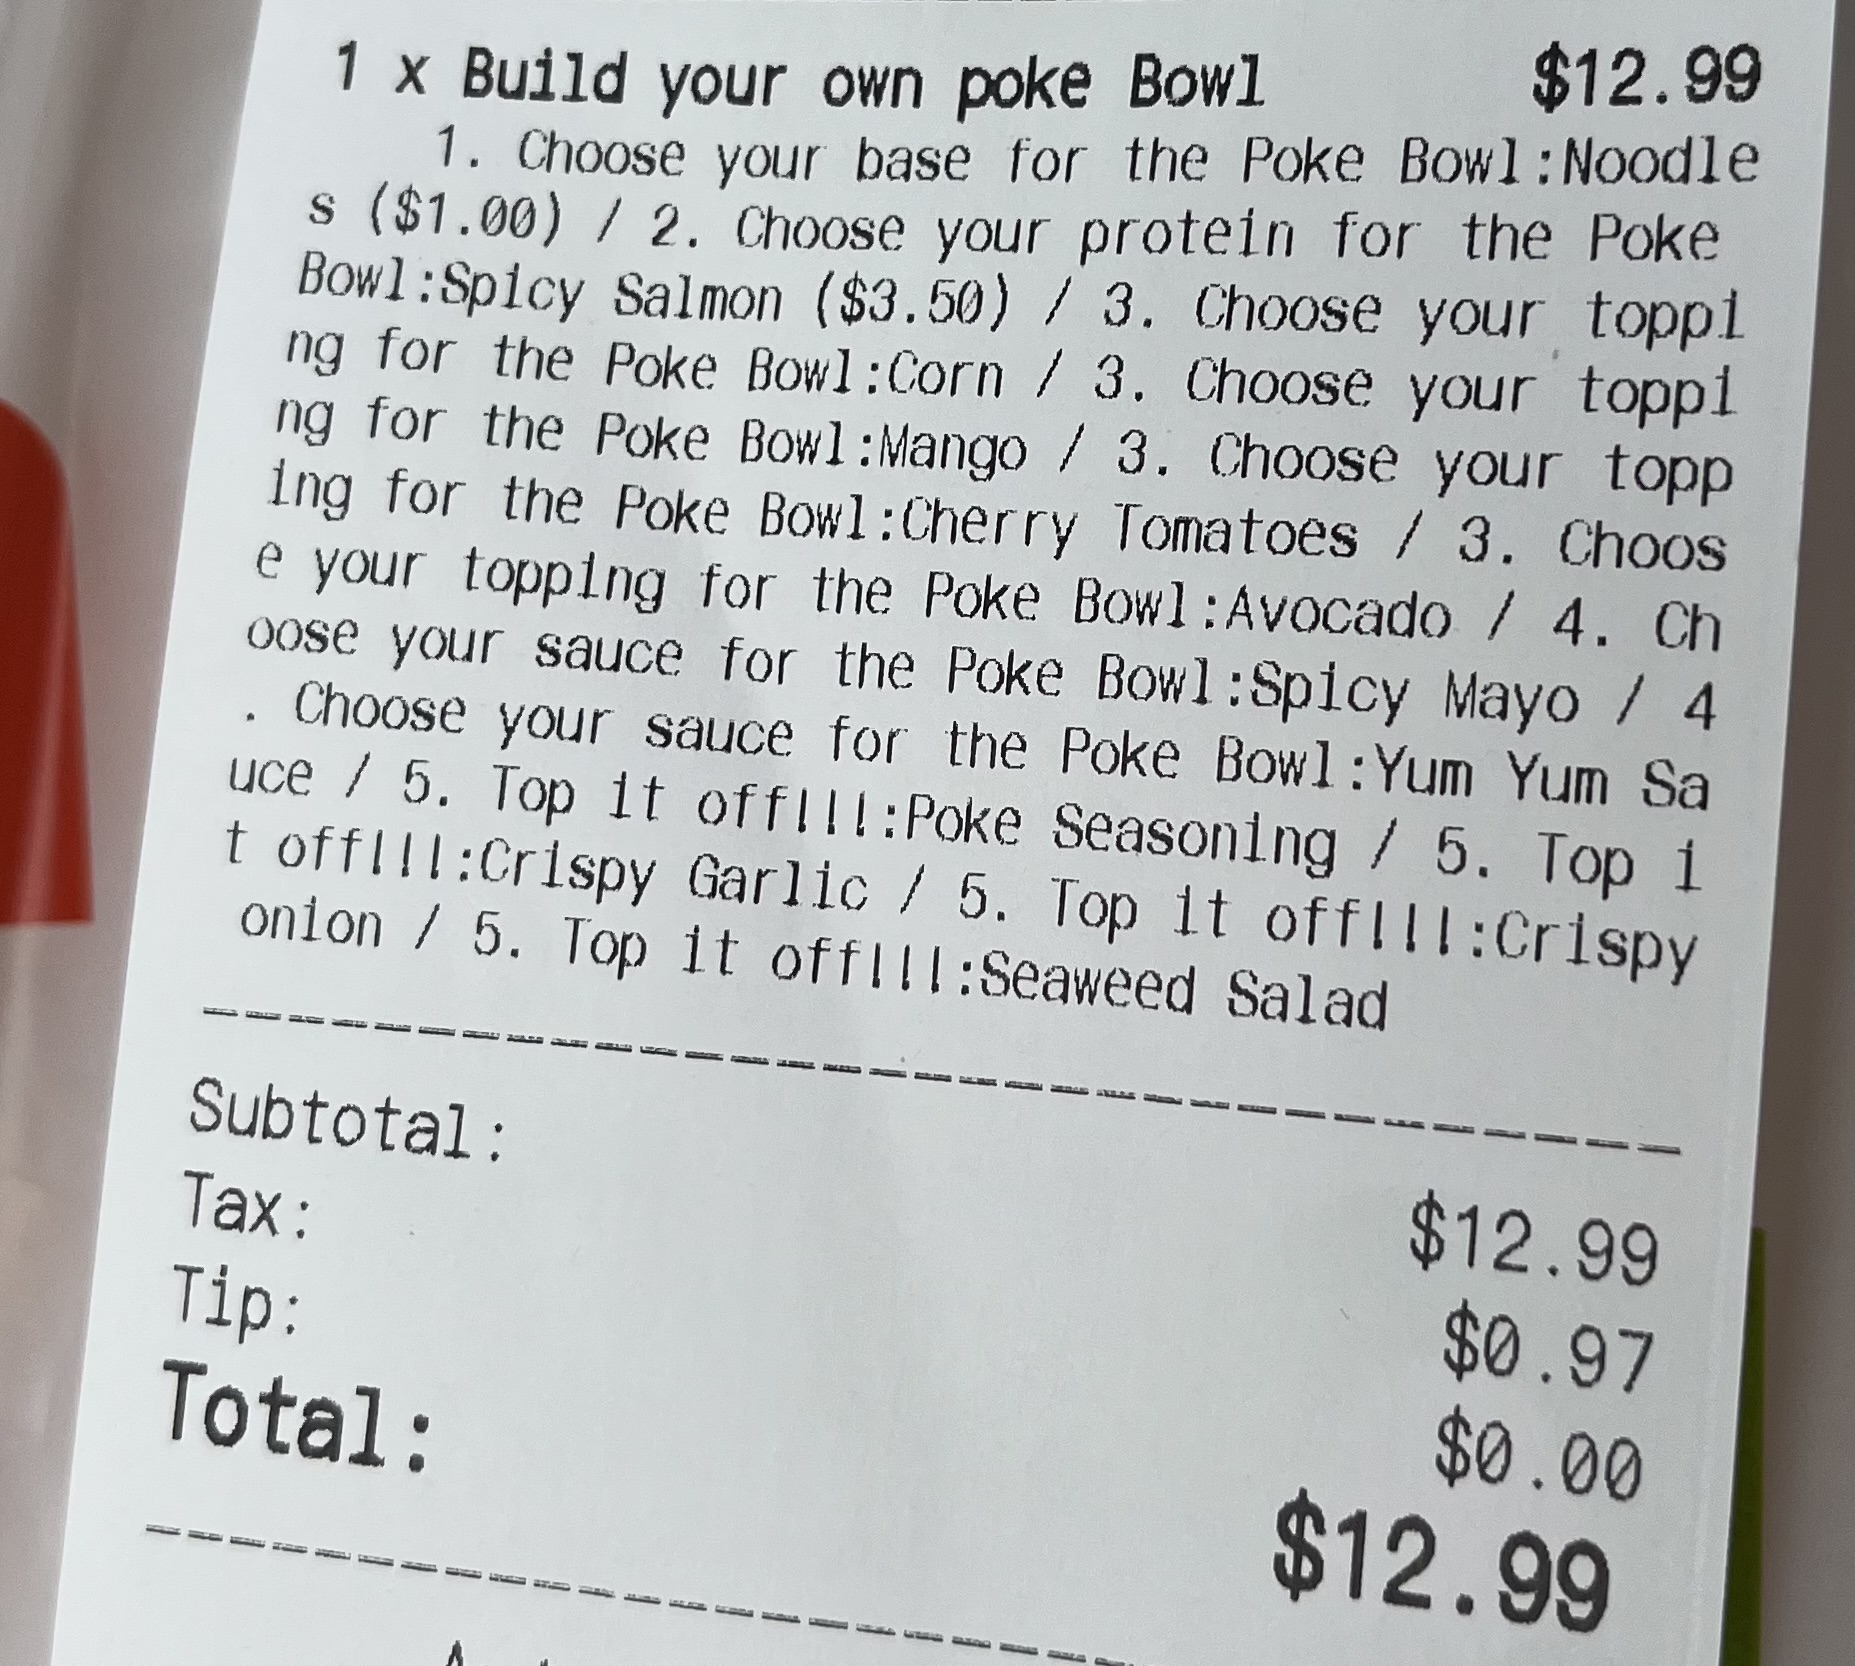 1 x Build your own poke Bowl $12.99
1. Choose your base for the Poke Bowl:Noodle
s ($1.00) / 2. Choose your protein for the Poke
Bowl:Spicy Salmon ($3.50) / 3. Choose your toppi
ng for the Poke Bowl:Corn / 3. Choose your toppi
ng for the Poke Bowl:Mango / 3. Choose your topp
ing for the Poke Bowl:Cherry Tomatoes / 3. Choos
e your topping for the Poke Bowl:Avocado / 4. Ch
oose your sauce for the Poke Bowl:Spicy Mayo / 4
. Choose your sauce for the Poke Bowl:Yum Yum Sa
uce / 5. Top it off!!!:Poke Seasoning / 5. Top i
t off!!!:Crispy Garlic / 5. Top it off!!!:Crispy
onion / 5. Top it off!!!:Seaweed Salad
Subtotal: $12.99
Tax: $0.97
Tip: $0.00
Total: $12.99